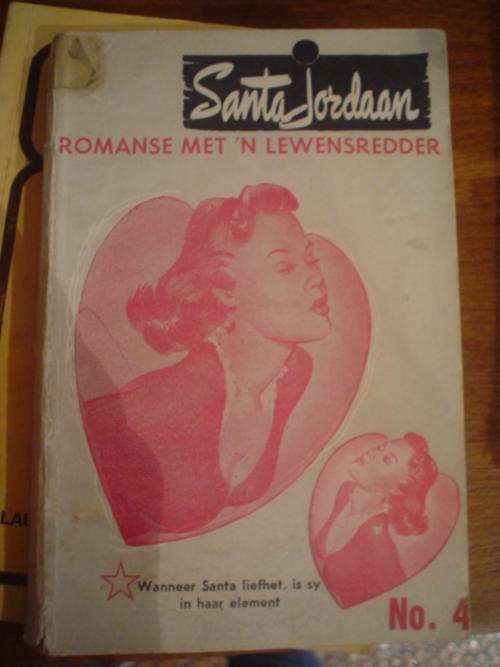 Santa Jordaan
ROMANSE MET 'N LEWENSREDDER
Wanneer Santa liefhet, is sy
in haar element
No. 4